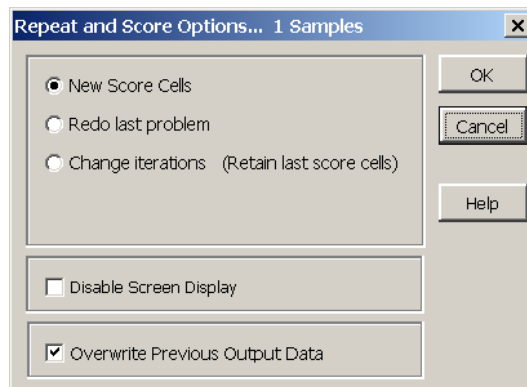 Repeat and Score Options... 1 Samples
New Score Cells
Redo last problem
Change iterations (Retain last score cells)
OK
Cancel
Help
Disable Screen Display
Overwrite Previous Output Data